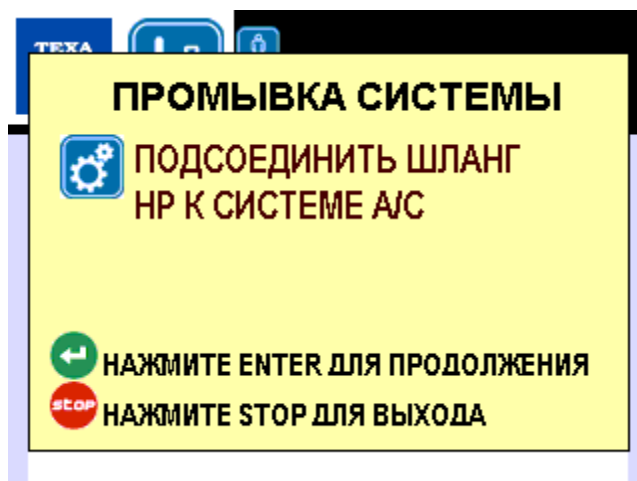 TEXA
ПРОМЫВКА СИСТЕМЫ
ПОДСОЕДИНИТЬ ШЛАНГ
HP К СИСТЕМЕ A/C
НАЖМИТЕ ENTER ДЛЯ ПРОДОЛЖЕНИЯ
STOP НАЖМИТЕ STOP ДЛЯ ВЫХОДА